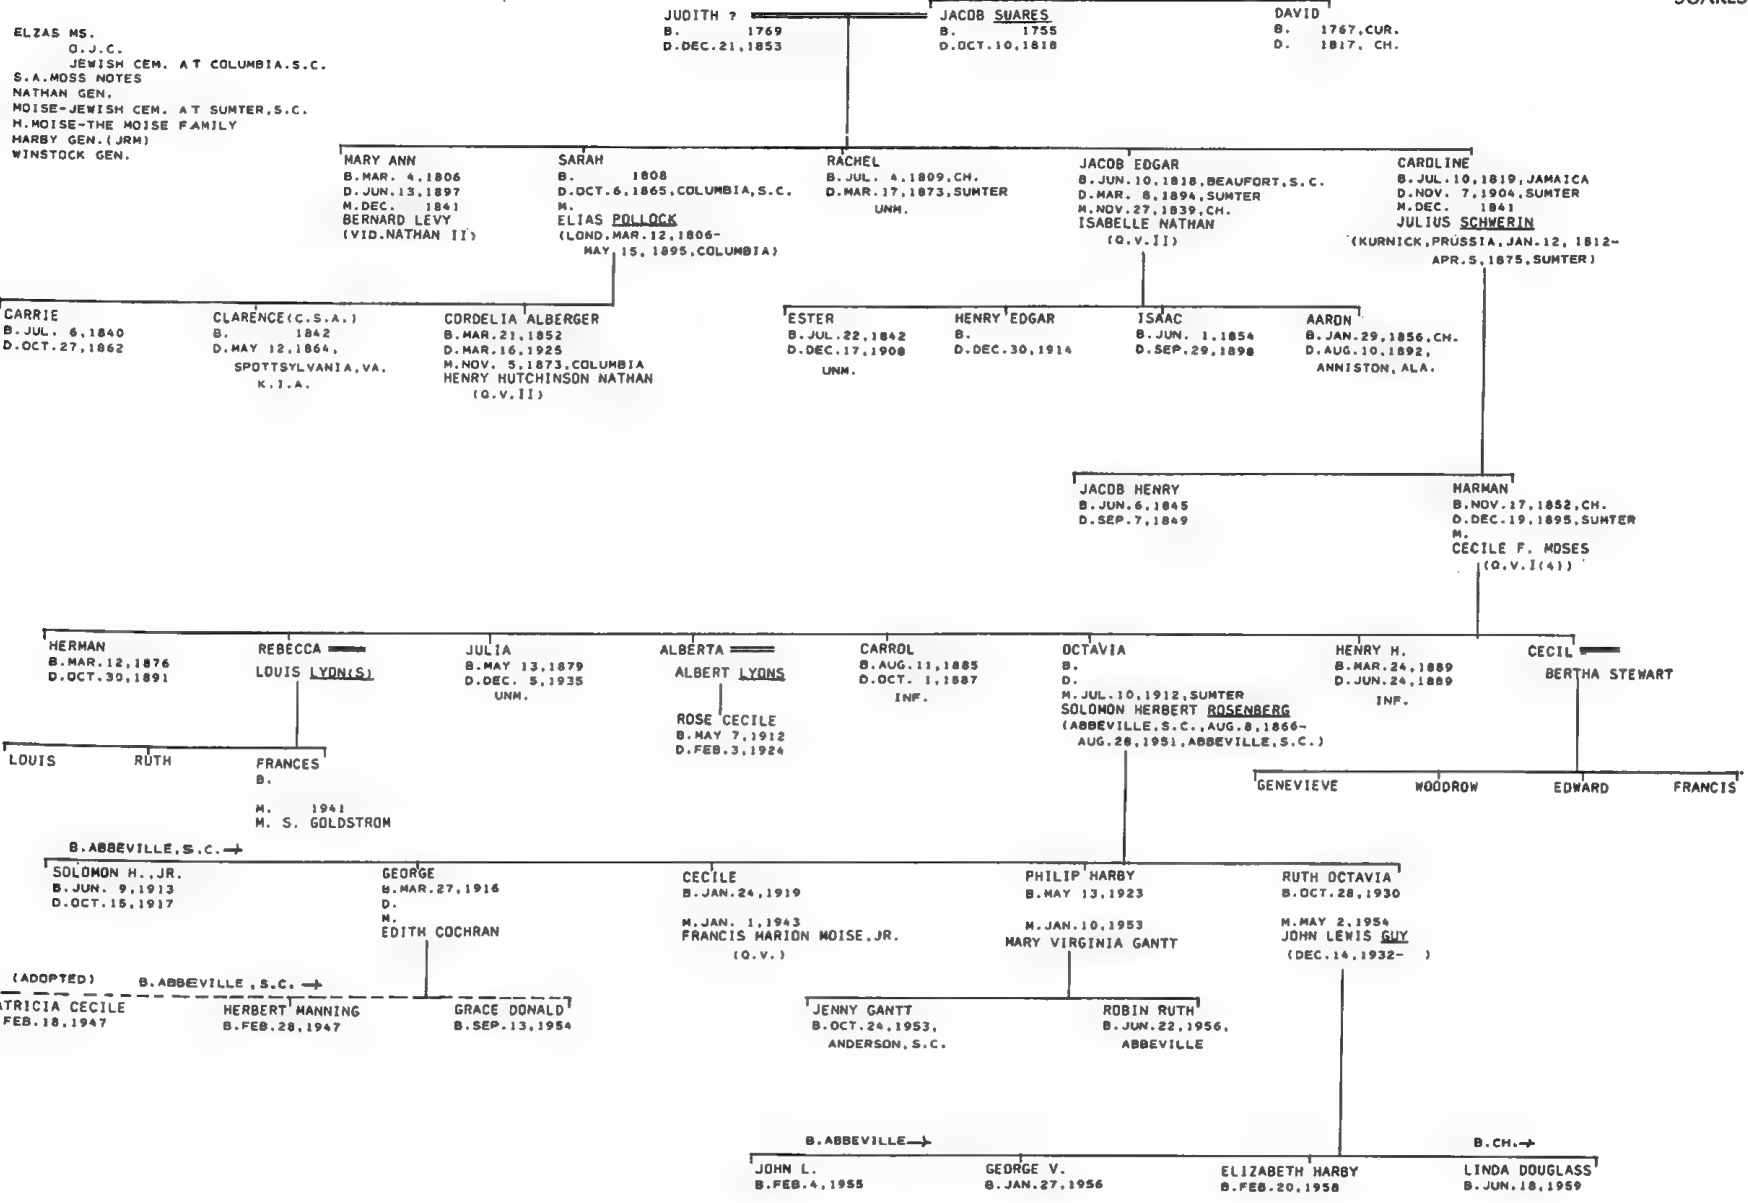 SUARES
ELZAS MS.
O.J.C.
JEWISH CEM. AT COLUMBIA.S.C.
S.A.MOSS NOTES
NATHAN GEN.
MOISE-JEWISH CEM. AT SUMTER,S.C.
H.MOISE-THE MOISE FAMILY
HARBY GEN.(JRM)
WINSTOCK GEN.
JUDITH ?
B. 1769
D.DEC.21,1853
JACOB SUARES
B. 1755
D.OCT.10,1818
DAVID
B. 1767,CUR.
D. 1817, CH.
MARY ANN
B.MAR. 4,1806
D.JUN.13,1897
M.DEC. 1841
BERNARD LEVY
(VID.NATHAN II)
SARAH
B. 1808
D.OCT.6,1865,COLUMBIA,S.C.
M.
ELIAS POLLOCK
(LOND,MAR.12,1806-
MAY 15, 1895,COLUMBIA)
RACHEL
B.JUL. 4,1809,CH.
D.MAR.17,1873,SUMTER
UNM.
JACOB EDGAR
B.JUN.10,1818,BEAUFORT,S.C.
D.MAR. 8,1894,SUMTER
M.NOV.27,1839,CH.
ISABELLE NATHAN
(Q.V.II)
CAROLINE
B.JUL.10,1819,JAMAICA
D.NOV. 7,1904,SUMTER
M.DEC. 1841
JULIUS SCHWERIN
(KURNICK,PRUSSIA,JAN.12, 1812-
APR.5,1875,SUMTER)
CARRIE
B.JUL. 6,1840
D.OCT.27,1862
CLARENCE(C.S.A.)
B. 1842
D.MAY 12,1864,
SPOTTSYLVANIA,VA.
K.I.A.
CORDELIA ALBERGER
B.MAR.21,1852
D.MAR.16,1925
M.NOV. 5,1873,COLUMBIA
HENRY HUTCHINSON NATHAN
(Q.V.II)
ESTER
B.JUL.22,1842
D.DEC.17,1908
UNM.
HENRY EDGAR
B.
D.DEC.30,1914
ISAAC
B.JUN. 1,1854
D.SEP.29,1898
AARON
B.JAN.29,1856,CH.
D.AUG.10,1892,
ANNISTON, ALA.
JACOB HENRY
B.JUN.6,1845
D.SEP.7,1849
HARMAN
B.NOV.17,1852,CH.
D.DEC.19,1895,SUMTER
M.
CECILE F. MOSES
(Q.V.I(4))
HERMAN
B.MAR.12,1876
D.OCT.30,1891
REBECCA
LOUIS LYON(S)
JULIA
B.MAY 13,1879
D.DEC. 5,1935
UNM.
ALBERTA
ALBERT LYONS
CARROL
B.AUG.11,1885
D.OCT. 1,1887
INF.
OCTAVIA
B.
D.
M.JUL.10,1912,SUMTER
SOLOMON HERBERT ROSENBERG
(ABBEVILLE,S.C.,AUG.8,1866-
AUG.28,1951,ABBEVILLE,S.C.)
HENRY H.
B.MAR.24,1889
D.JUN.24,1889
INF.
CECIL
BERTHA STEWART
ROSE CECILE
B.MAY 7,1912
D.FEB.3,1924
LOUIS
RUTH
FRANCES
B.
M. 1941
M. S. GOLDSTROM
GENEVIEVE
WOODROW
EDWARD
FRANCIS
B.ABBEVILLE,S.C.→
SOLOMON H.,JR.
B.JUN. 9,1913
D.OCT.15,1917
GEORGE
B.MAR.27,1916
D.
M.
EDITH COCHRAN
CECILE
B.JAN.24,1919
M.JAN. 1,1943
FRANCIS MARION MOISE,JR.
(Q.V.)
PHILIP HARBY
B.MAY 13,1923
M.JAN.10,1953
MARY VIRGINIA GANTT
RUTH OCTAVIA
B.OCT.28,1930
M.MAY 2,1954
JOHN LEWIS GUY
(DEC.14,1932- )
(ADOPTED)
B.ABBEVILLE,S.C.→
ATRICIA CECILE
FEB.18,1947
HERBERT MANNING
B.FEB.28,1947
GRACE DONALD
B.SEP.13,1954
JENNY GANTT
B.OCT.24,1953,
ANDERSON,S.C.
ROBIN RUTH
B.JUN.22,1956,
ABBEVILLE
B.ABBEVILLE→
B.CH.→
JOHN L.
B.FEB.4,1955
GEORGE V.
B.JAN.27,1956
ELIZABETH HARBY
B.FEB.20,1958
LINDA DOUGLASS
B.JUN.18,1959